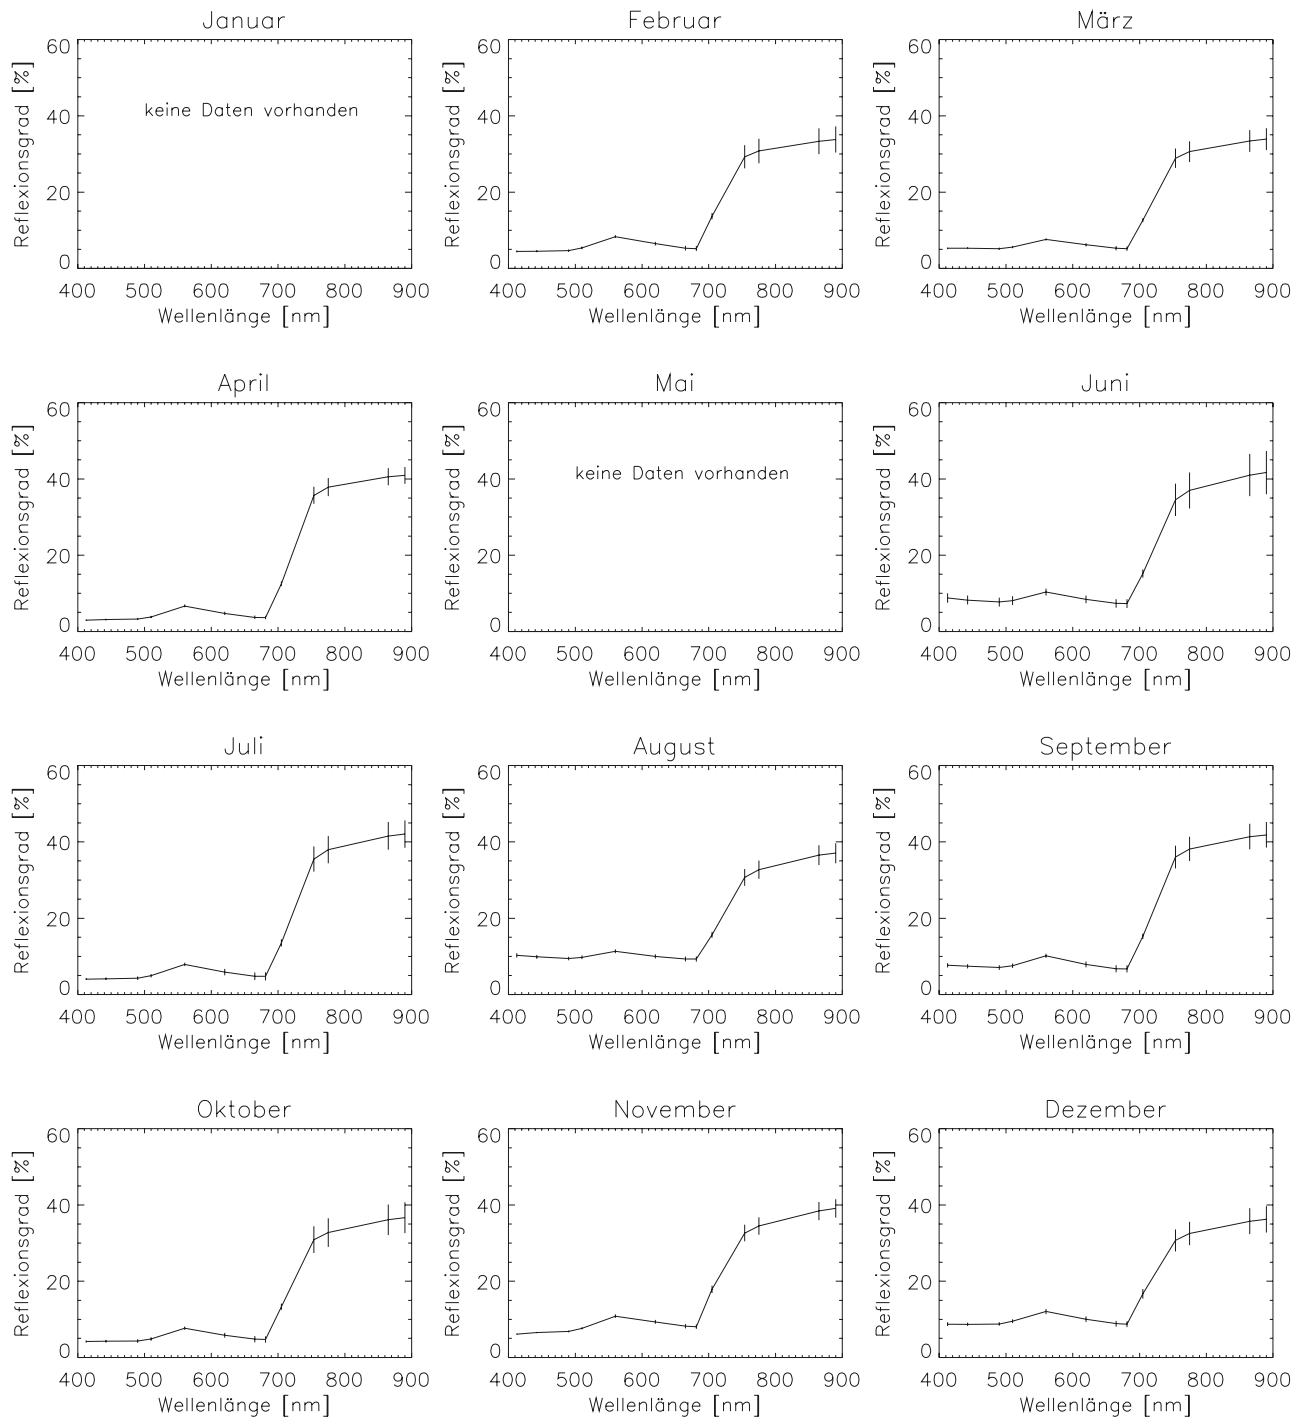 Januar
Reflexionsgrad [%]
60
40
20
0
keine Daten vorhanden
400 500 600 700 800 900
Wellenlänge [nm]
Februar
Reflexionsgrad [%]
60
40
20
0
400 500 600 700 800 900
Wellenlänge [nm]
März
Reflexionsgrad [%]
60
40
20
0
400 500 600 700 800 900
Wellenlänge [nm]
April
Reflexionsgrad [%]
60
40
20
0
400 500 600 700 800 900
Wellenlänge [nm]
Mai
Reflexionsgrad [%]
60
40
20
0
keine Daten vorhanden
400 500 600 700 800 900
Wellenlänge [nm]
Juni
Reflexionsgrad [%]
60
40
20
0
400 500 600 700 800 900
Wellenlänge [nm]
Juli
Reflexionsgrad [%]
60
40
20
0
400 500 600 700 800 900
Wellenlänge [nm]
August
Reflexionsgrad [%]
60
40
20
0
400 500 600 700 800 900
Wellenlänge [nm]
September
Reflexionsgrad [%]
60
40
20
0
400 500 600 700 800 900
Wellenlänge [nm]
Oktober
Reflexionsgrad [%]
60
40
20
0
400 500 600 700 800 900
Wellenlänge [nm]
November
Reflexionsgrad [%]
60
40
20
0
400 500 600 700 800 900
Wellenlänge [nm]
Dezember
Reflexionsgrad [%]
60
40
20
0
400 500 600 700 800 900
Wellenlänge [nm]